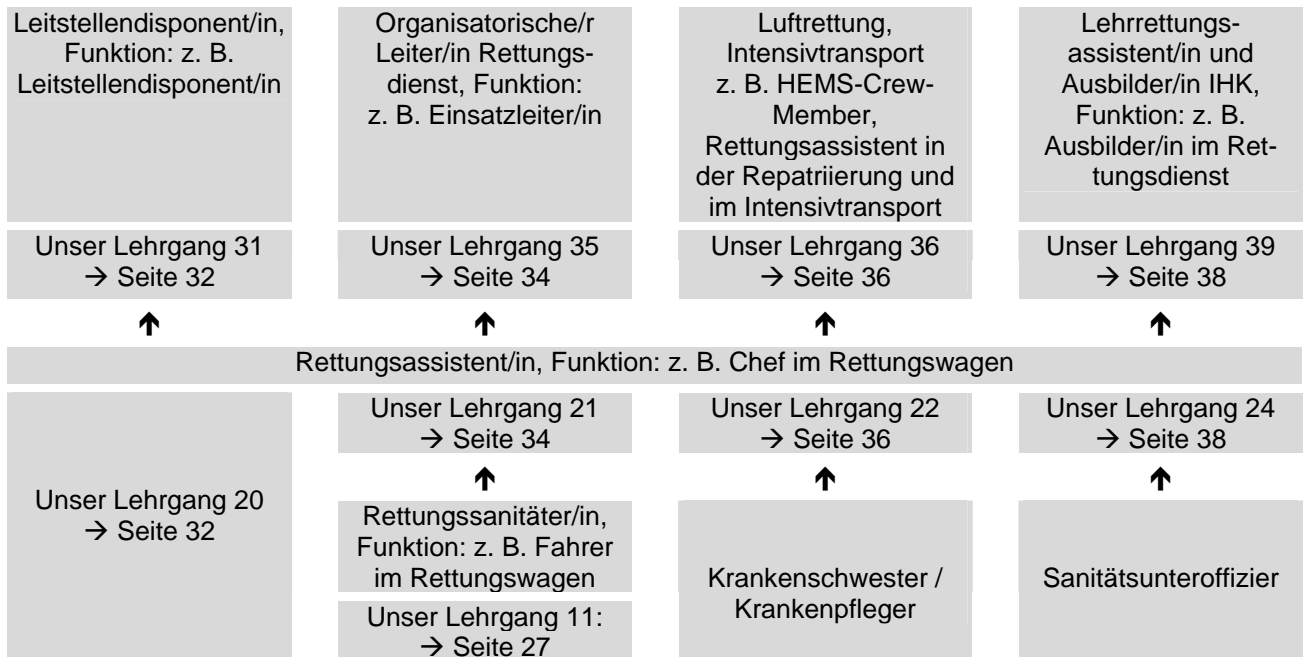 Leitstellendisponent/in,
Funktion: z. B.
Leitstellendisponent/in
Organisatorische/r
Leiter/in Rettungs-
dienst, Funktion:
z. B. Einsatzleiter/in
Luftrettung,
Intensivtransport
z. B. HEMS-Crew-
Member,
Rettungsassistent in
der Repatriierung und
im Intensivtransport
Lehrrettungs-
assistent/in und
Ausbilder/in IHK,
Funktion: z. B.
Ausbilder/in im Ret-
tungsdienst
Unser Lehrgang 31
→ Seite 32
Unser Lehrgang 35
→ Seite 34
Unser Lehrgang 36
→ Seite 36
Unser Lehrgang 39
→ Seite 38
Rettungsassistent/in, Funktion: z. B. Chef im Rettungswagen
Unser Lehrgang 20
→ Seite 32
Unser Lehrgang 21
→ Seite 34
Rettungssanitäter/in,
Funktion: z. B. Fahrer
im Rettungswagen
Unser Lehrgang 11:
→ Seite 27
Unser Lehrgang 22
→ Seite 36
Krankenschwester /
Krankenpfleger
Unser Lehrgang 24
→ Seite 38
Sanitätsunteroffizier